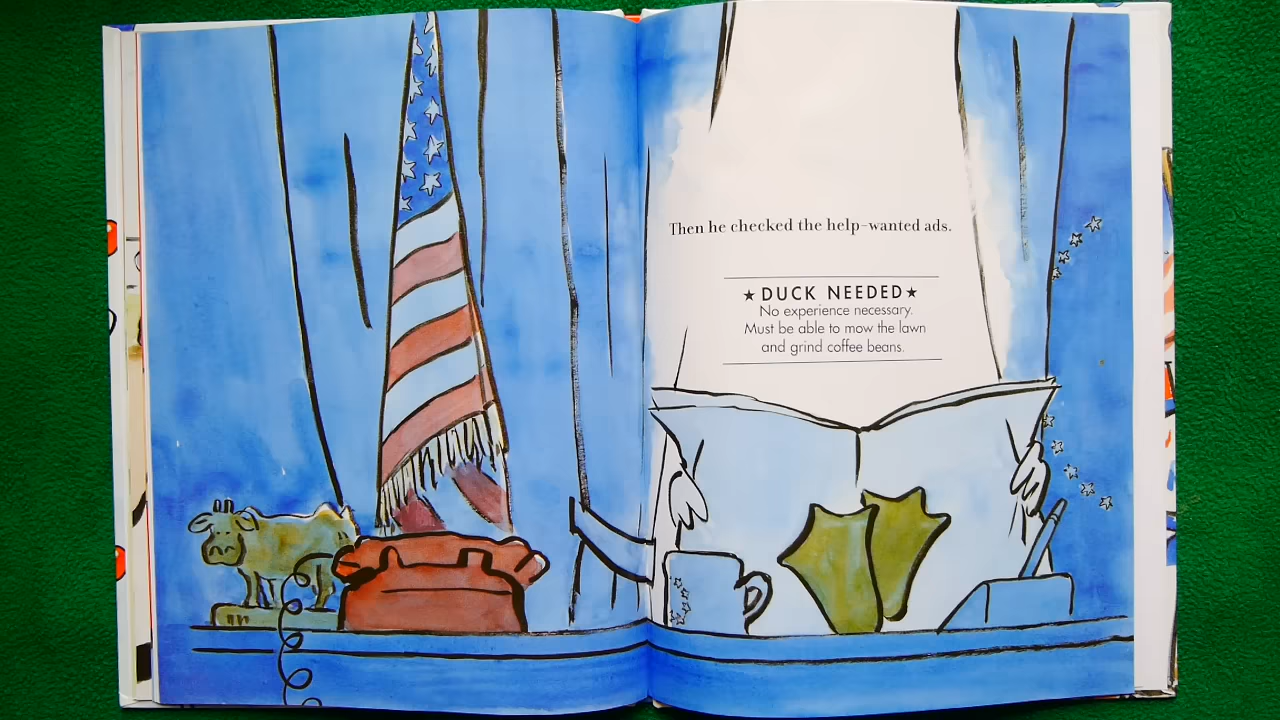 Then he checked the help-wanted ads.
★DUCK NEEDED★
No experience necessary.
Must be able to mow the lawn
and grind coffee beans.